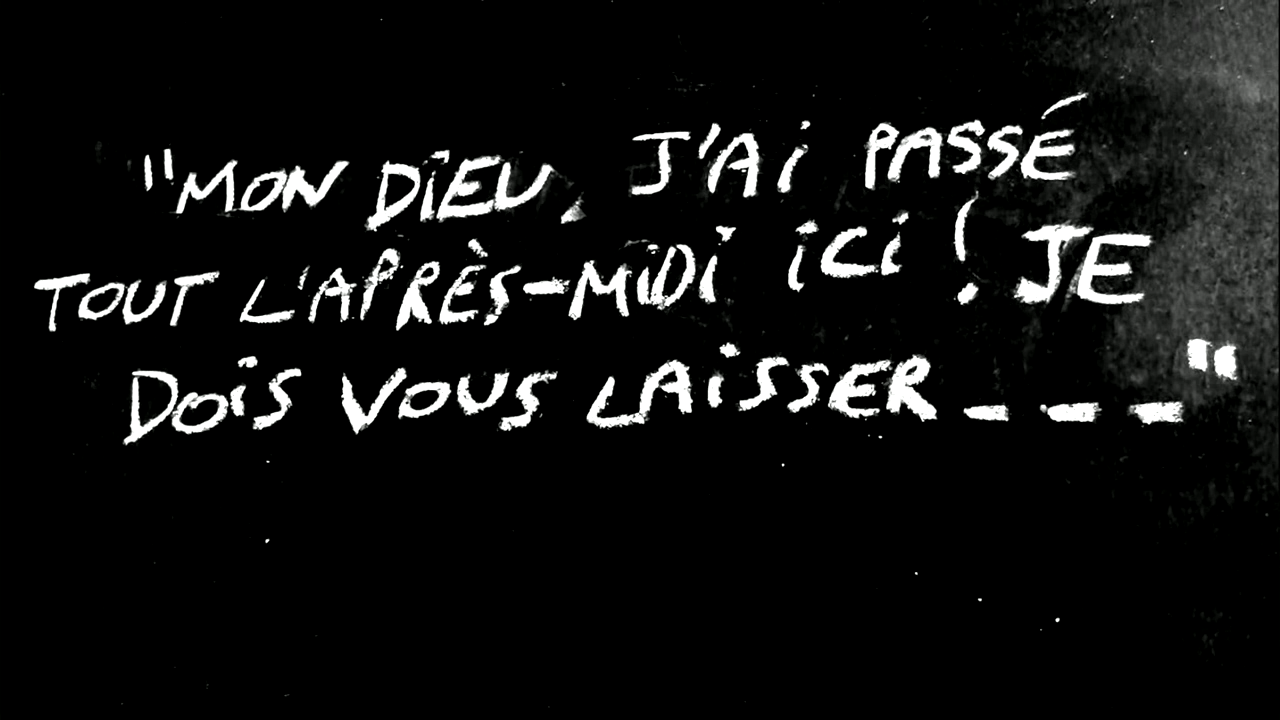 "MON DIEU, J'Ai PASSÉ
TOUT L'APRÈS-MiDi iCi ! JE
DOiS VOUS LAiSSER _ _ _"